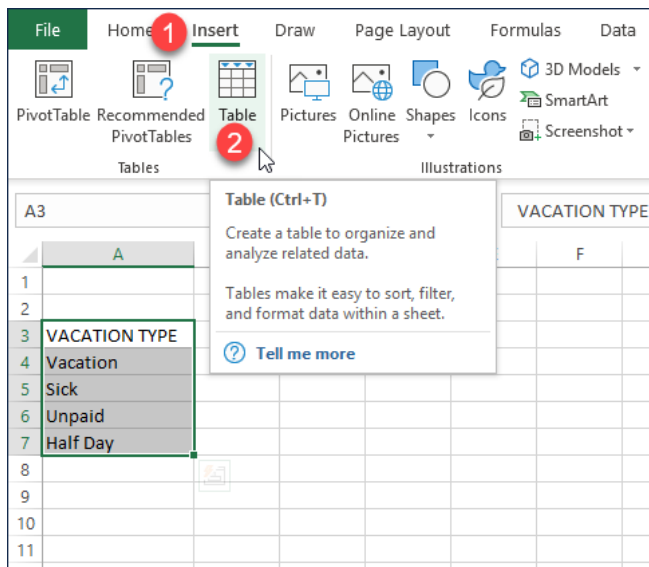 File Home 1 Insert Draw Page Layout Formulas Data
PivotTable Recommended PivotTables Table Pictures Online Pictures Shapes Icons
3D Models
SmartArt
Screenshot
2
Tables Illustrations
A3 VACATION TYPE
Table (Ctrl+T)
Create a table to organize and
analyze related data.
Tables make it easy to sort, filter,
and format data within a sheet.
Tell me more
A F
1
2
3 VACATION TYPE
4 Vacation
5 Sick
6 Unpaid
7 Half Day
8
9
10
11